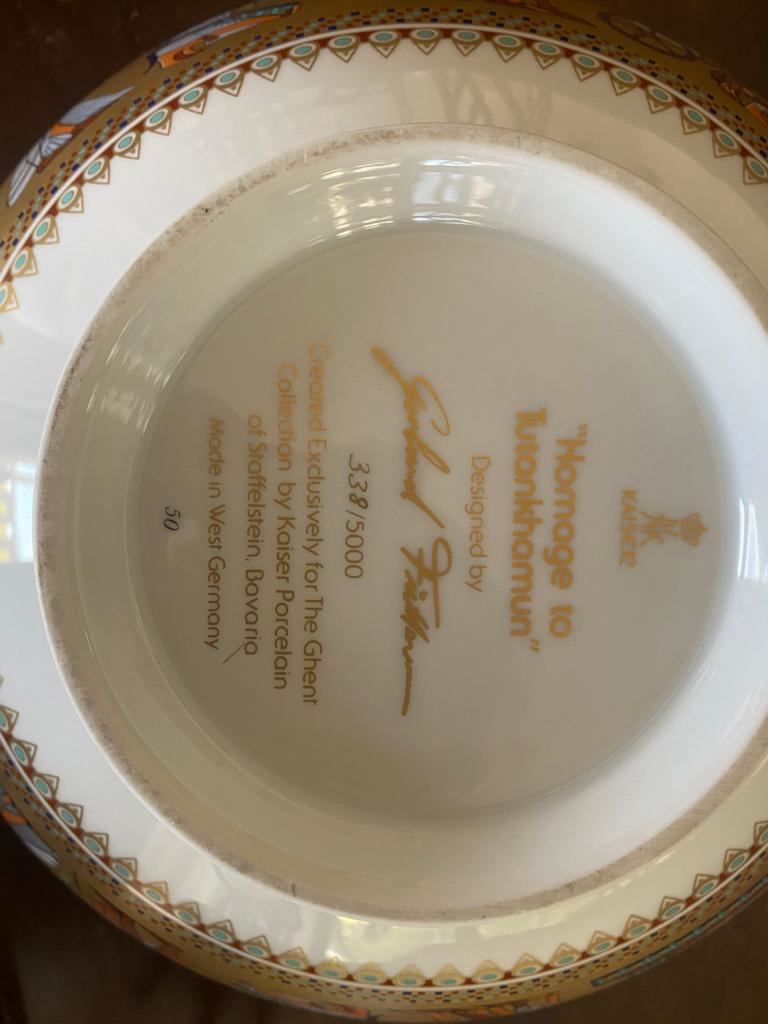 KAISER
"Homage to
Tutankhamun"
Designed by
338/5000
Created Exclusively for The Ghent
Collection by Kaiser Porcelain
of Staffelstein, Bavaria
Made in West Germany
50